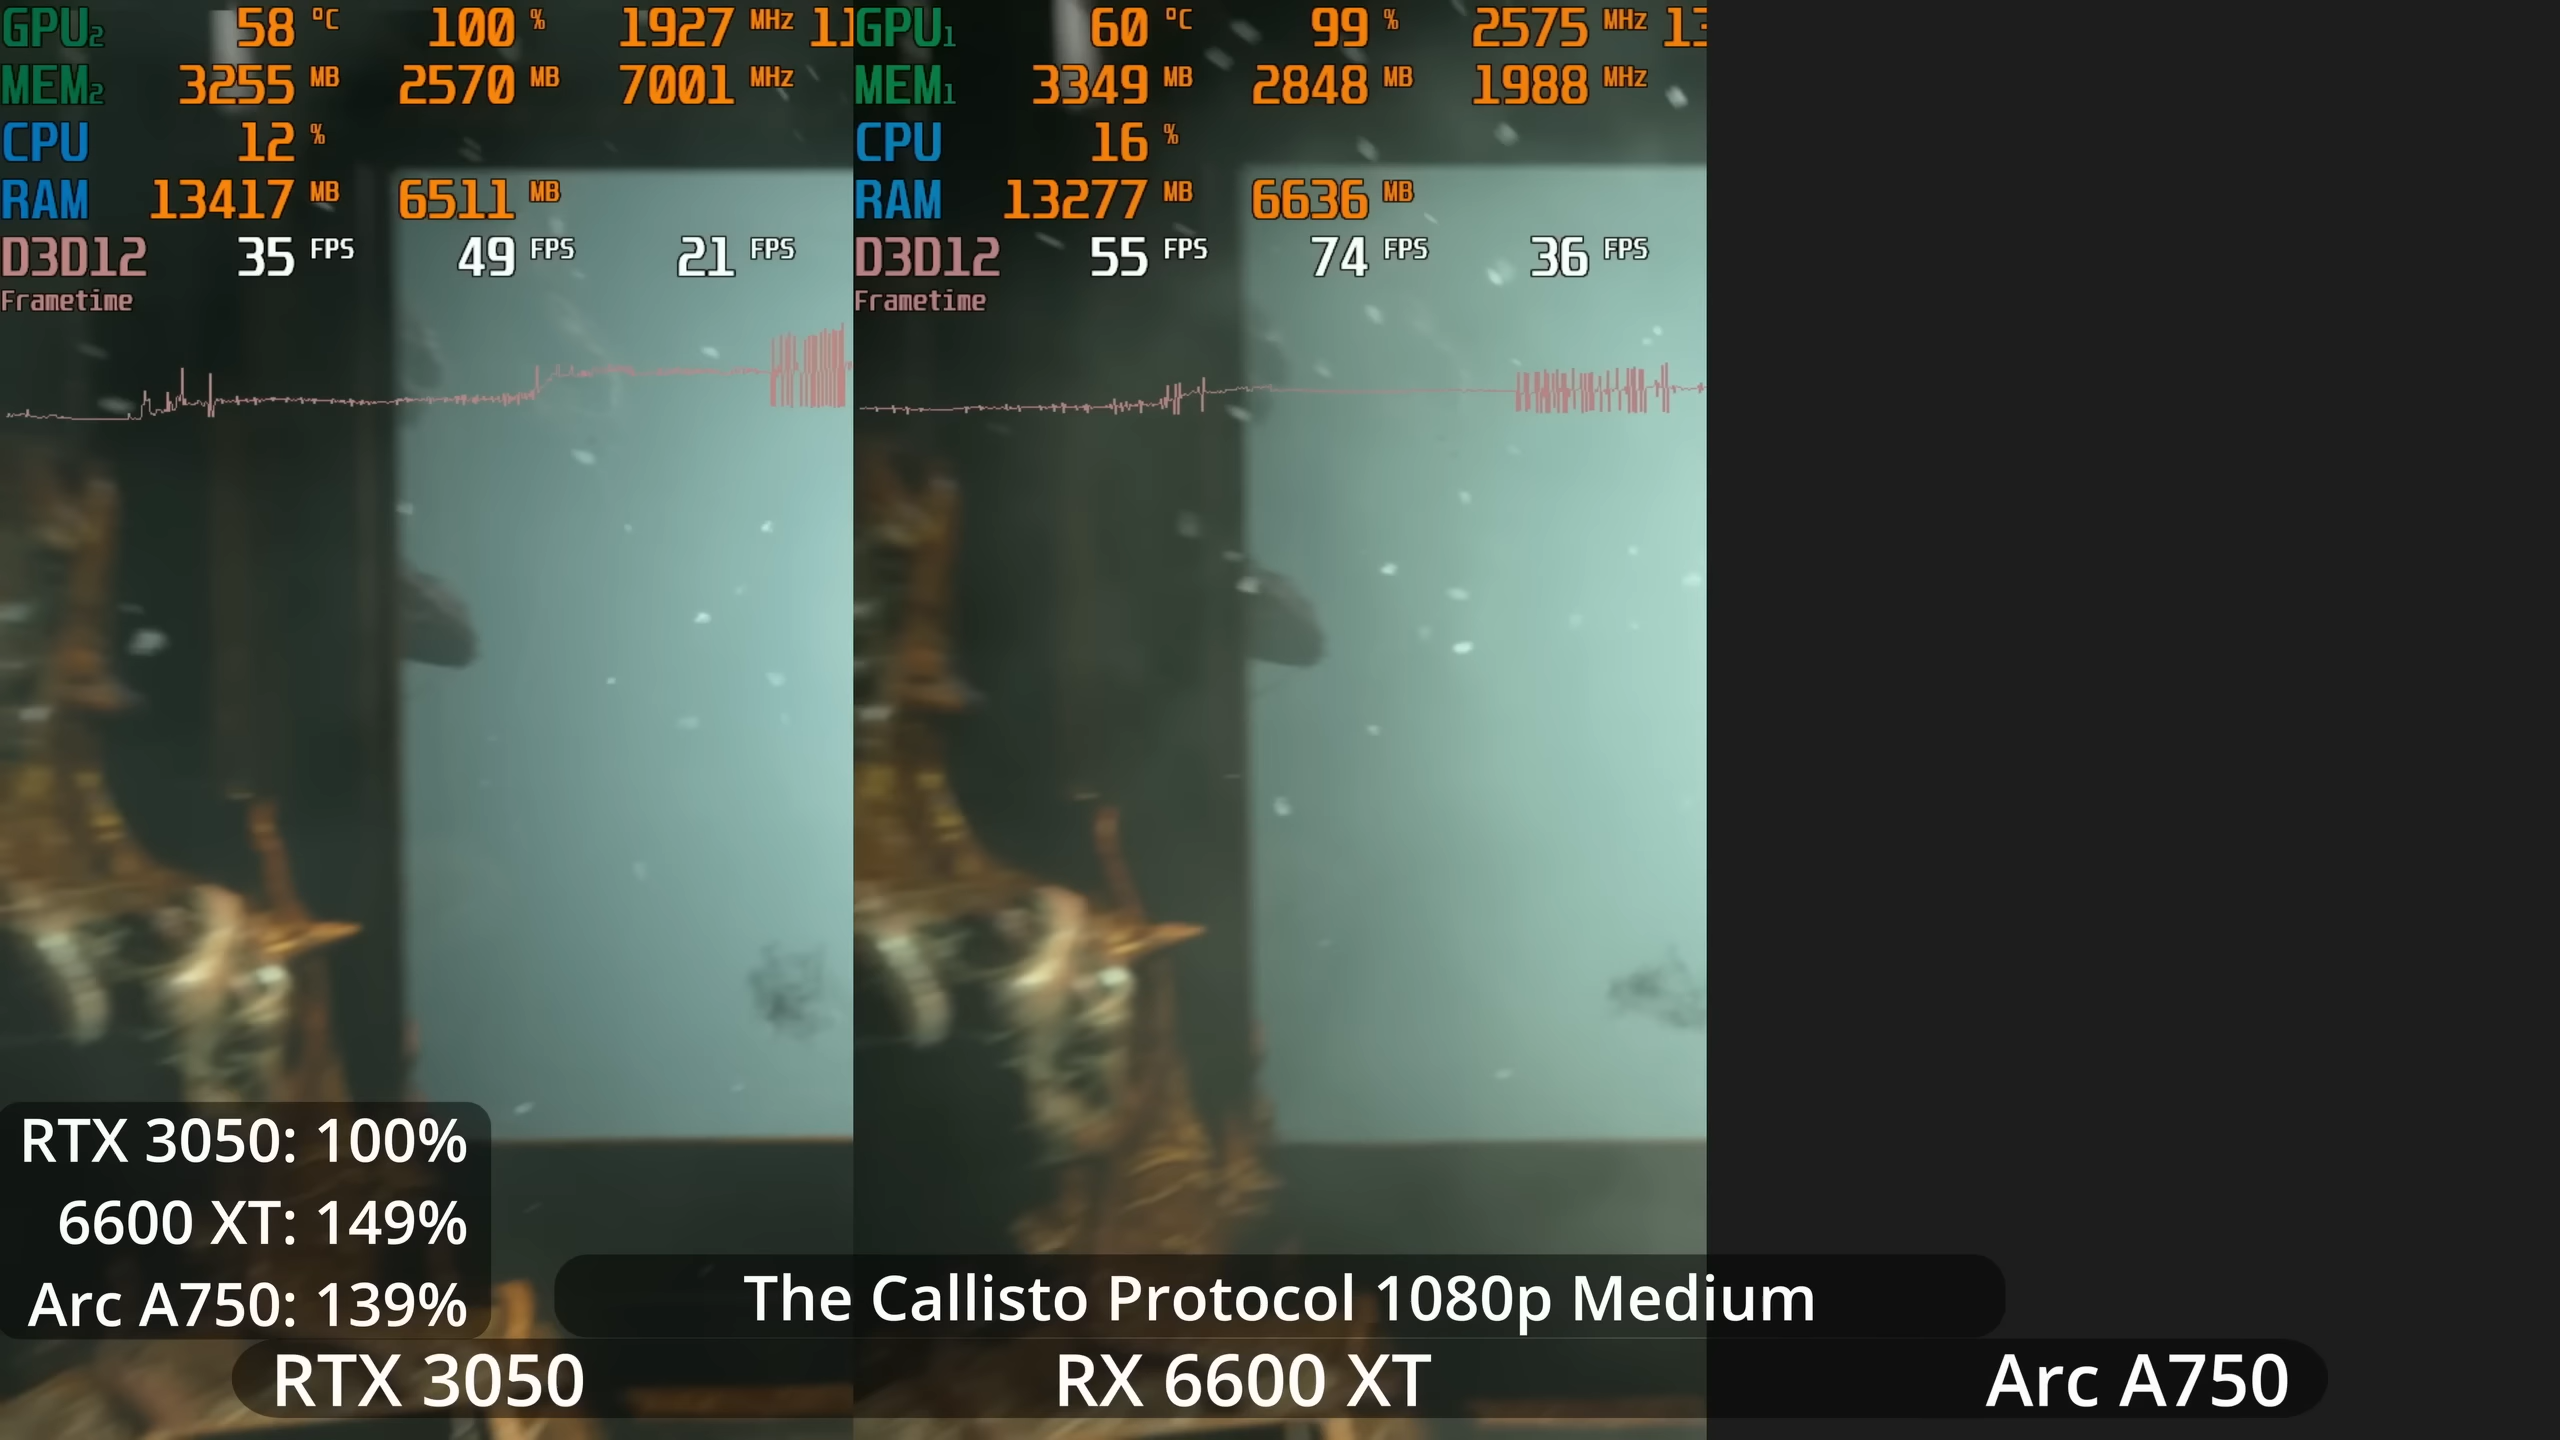 GPU2 58 °C 100 % 1927 MHz 11
MEM2 3255 MB 2570 MB 7001 MHz
CPU 12 %
RAM 13417 MB 6511 MB
D3D12 35 FPS 49 FPS 21 FPS
Frametime
GPU1 60 °C 99 % 2575 MHz 13
MEM1 3349 MB 2848 MB 1988 MHz
CPU 16 %
RAM 13277 MB 6636 MB
D3D12 55 FPS 74 FPS 36 FPS
Frametime
RTX 3050: 100%
6600 XT: 149%
Arc A750: 139%
The Callisto Protocol 1080p Medium
RTX 3050
RX 6600 XT
Arc A750